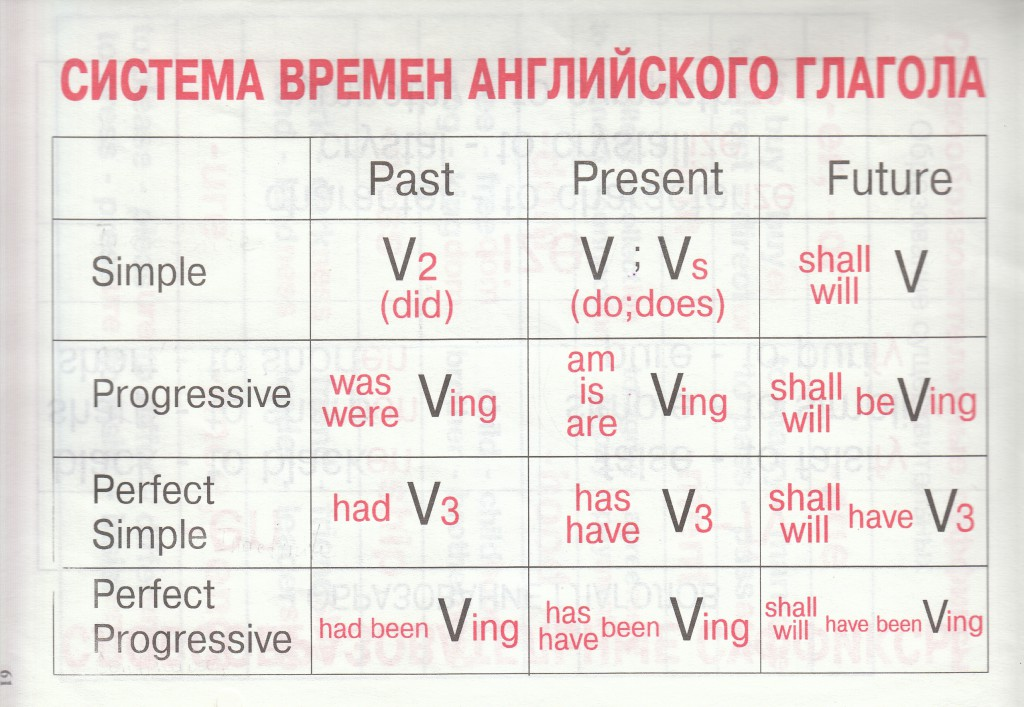 СИСТЕМА ВРЕМЕН АНГЛИЙСКОГО ГЛАГОЛА
Past Present Future
Simple V2 (did) V ; Vs (do;does) shall will V
Progressive was were Ving am is are Ving shall will be Ving
Perfect Simple had V3 has have V3 shall will have V3
Perfect Progressive had been Ving has have been Ving shall will have been Ving
61